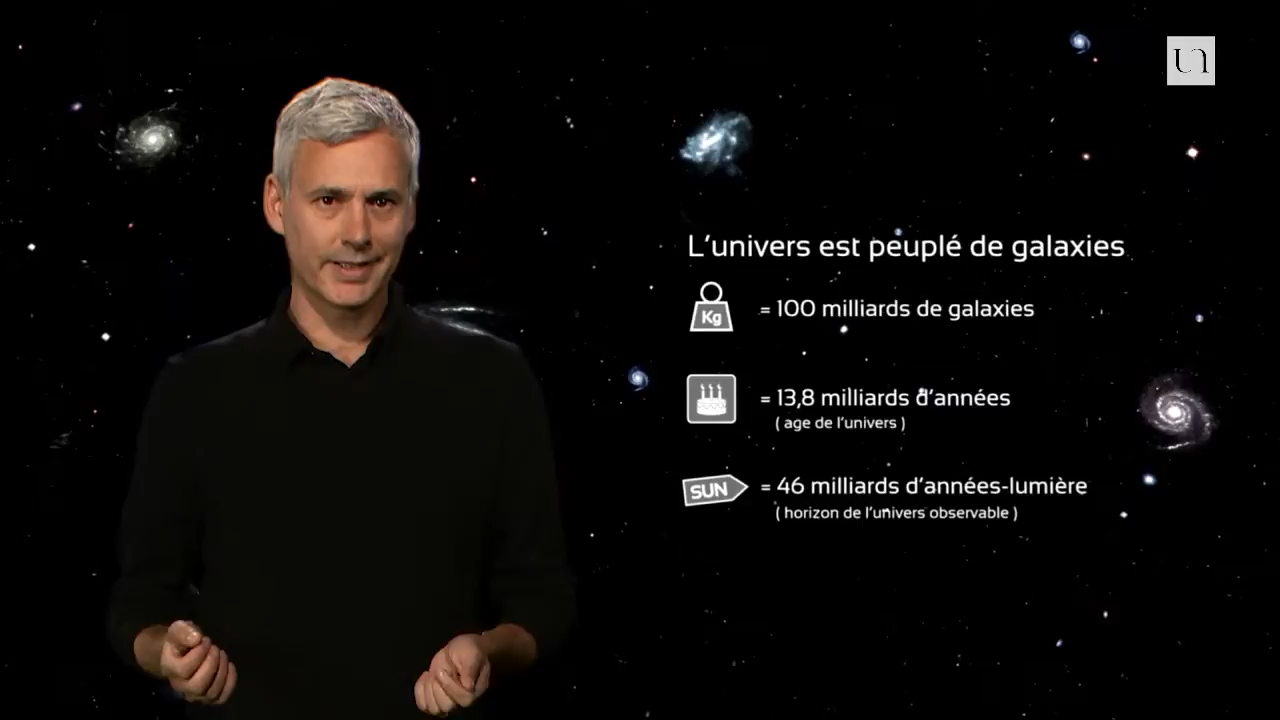 un
L'univers est peuplé de galaxies
Kg = 100 milliards de galaxies
= 13,8 milliards d'années
( age de l'univers )
SUN = 46 milliards d'années-lumière
( horizon de l'univers observable )